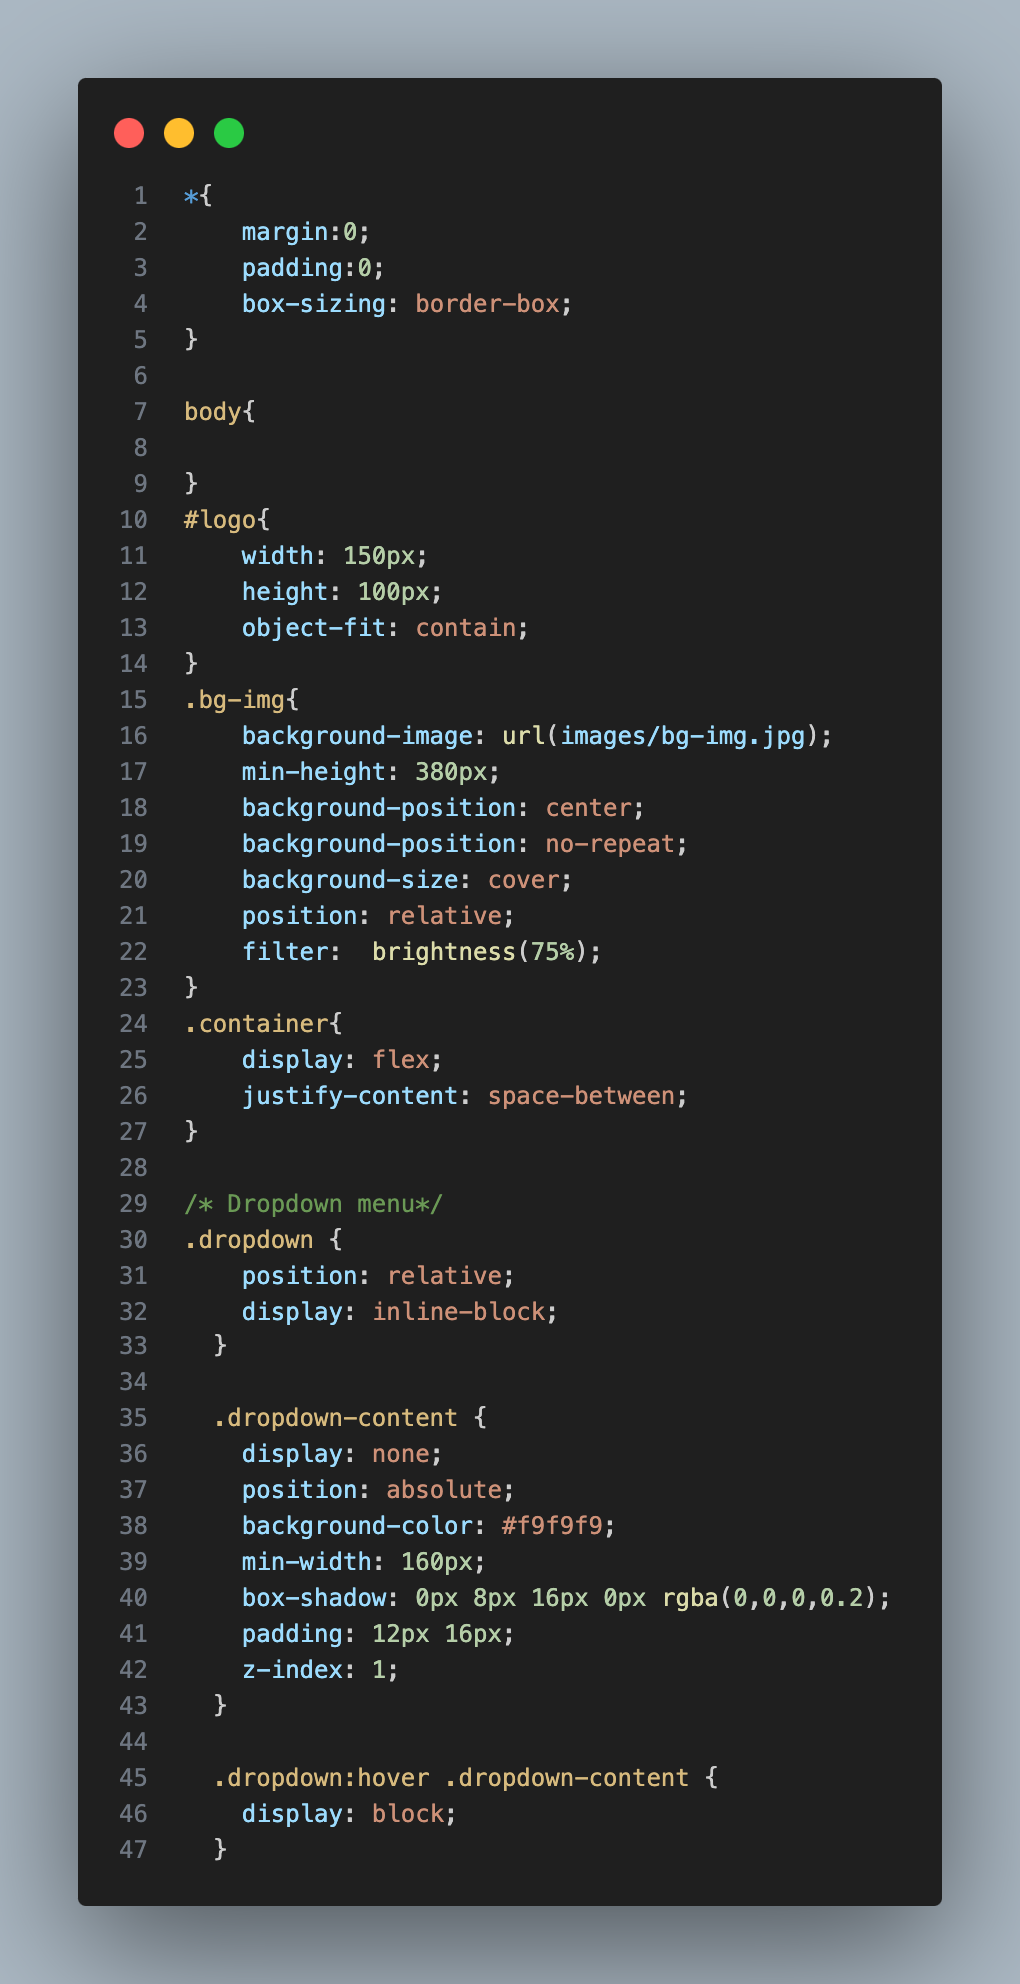 1 *{
2     margin:0;
3     padding:0;
4     box-sizing: border-box;
5 }
6
7 body{
8
9 }
10 #logo{
11     width: 150px;
12     height: 100px;
13     object-fit: contain;
14 }
15 .bg-img{
16     background-image: url(images/bg-img.jpg);
17     min-height: 380px;
18     background-position: center;
19     background-position: no-repeat;
20     background-size: cover;
21     position: relative;
22     filter:  brightness(75%);
23 }
24 .container{
25     display: flex;
26     justify-content: space-between;
27 }
28
29 /* Dropdown menu*/
30 .dropdown {
31     position: relative;
32     display: inline-block;
33   }
34
35   .dropdown-content {
36     display: none;
37     position: absolute;
38     background-color: #f9f9f9;
39     min-width: 160px;
40     box-shadow: 0px 8px 16px 0px rgba(0,0,0,0.2);
41     padding: 12px 16px;
42     z-index: 1;
43   }
44
45   .dropdown:hover .dropdown-content {
46     display: block;
47   }